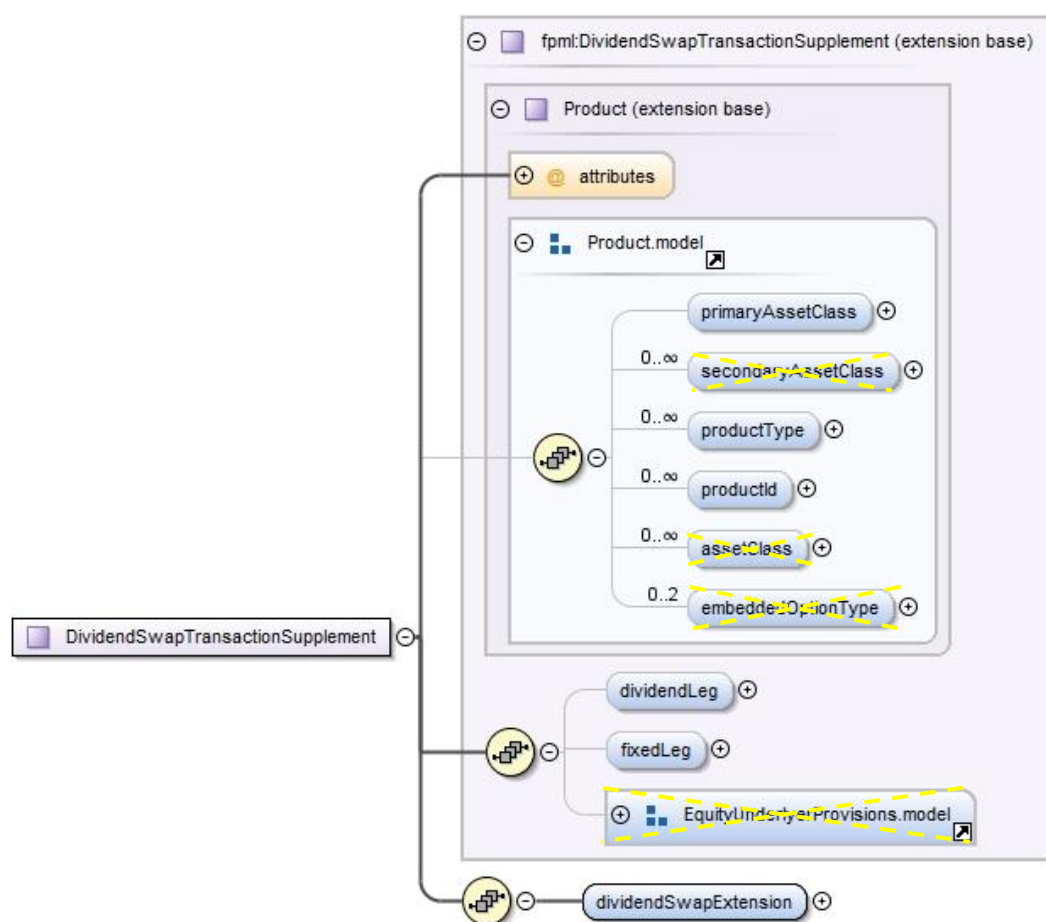 fpml:DividendSwapTransactionSupplement (extension base)
Product (extension base)
@ attributes
Product.model
primaryAssetClass
0..∞
secondaryAssetClass
0..∞
productType
0..∞
productId
0..∞
assetClass
0..2
embeddedOptionType
DividendSwapTransactionSupplement
dividendLeg
fixedLeg
EquityUnderlyerProvisions.model
dividendSwapExtension